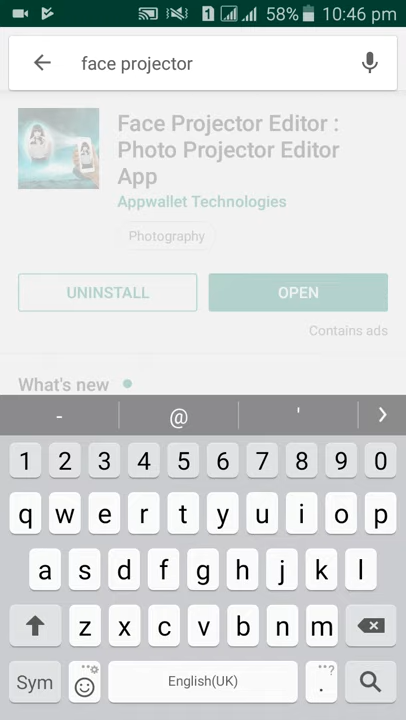 1 58% 10:46 pm
face projector
Face Projector Editor :
Photo Projector Editor
App
Appwallet Technologies
Photography
UNINSTALL OPEN
Contains ads
What's new
- @ ' >
1 2 3 4 5 6 7 8 9 0
q w e r t y u i o p
a s d f g h j k l
z x c v b n m
Sym English(UK) . ?